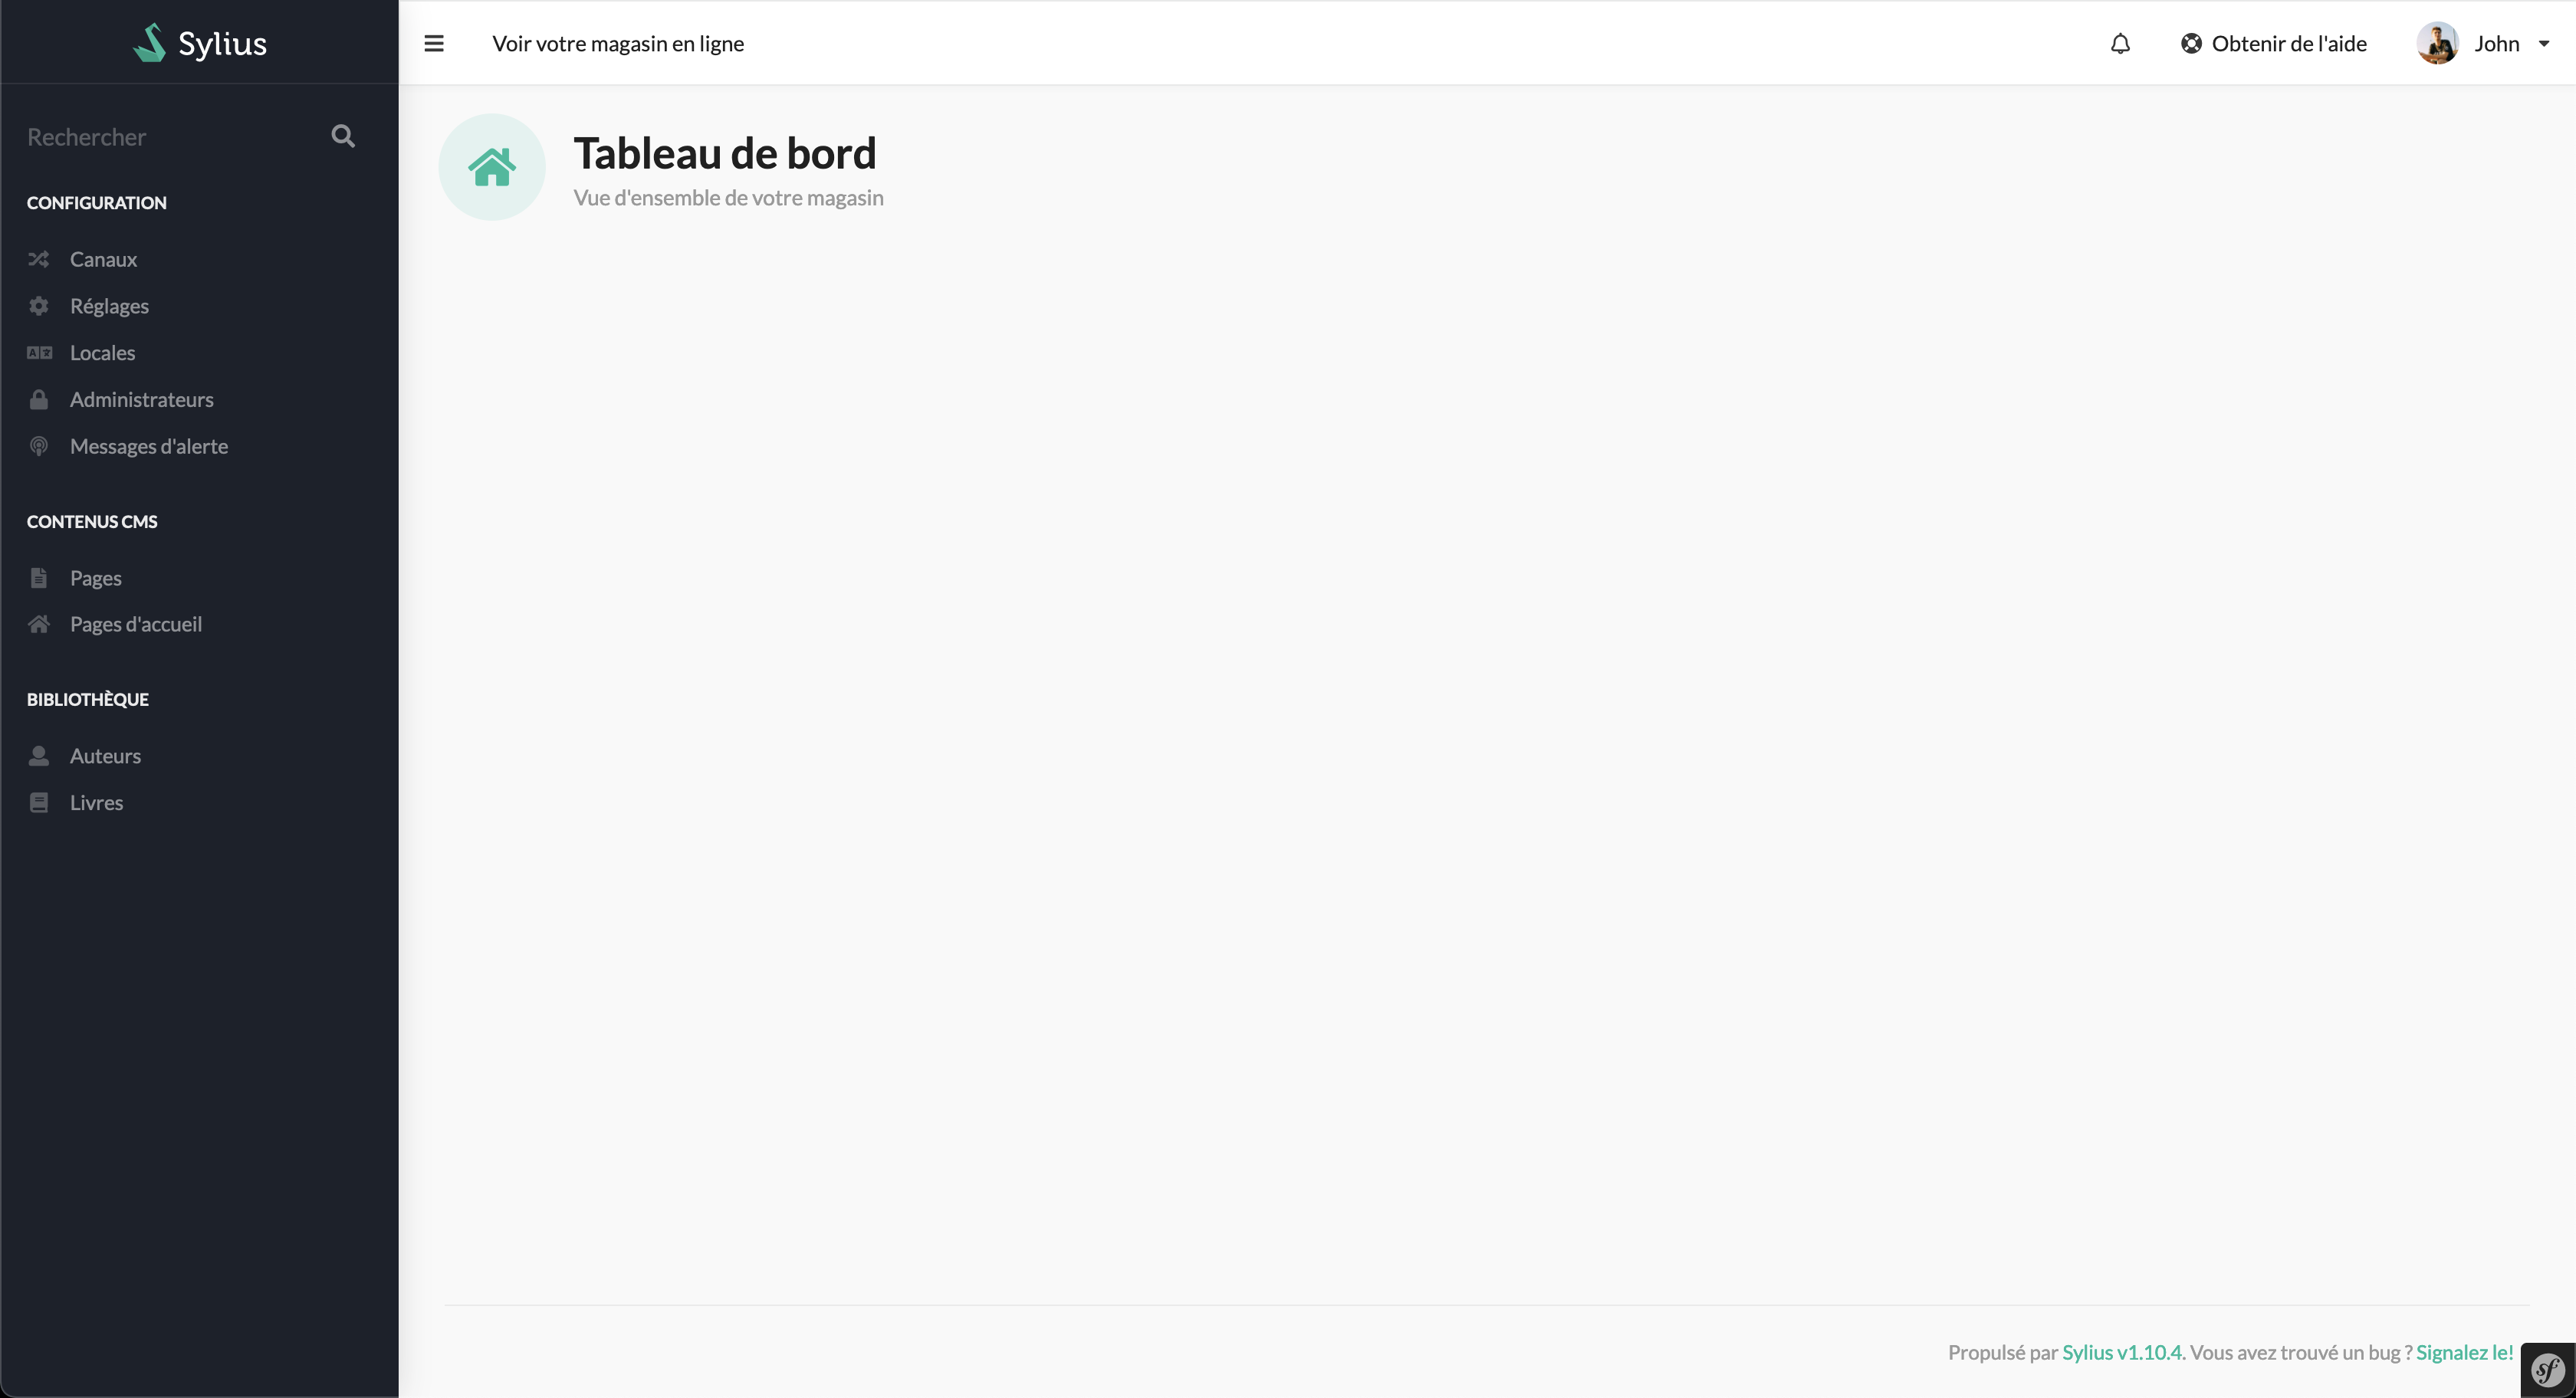 Sylius
Voir votre magasin en ligne
Obtenir de l'aide
John
Rechercher
CONFIGURATION
Canaux
Réglages
Locales
Administrateurs
Messages d'alerte
CONTENUS CMS
Pages
Pages d'accueil
BIBLIOTHÈQUE
Auteurs
Livres
Tableau de bord
Vue d'ensemble de votre magasin
Propulsé par Sylius v1.10.4. Vous avez trouvé un bug ? Signalez le!
sf